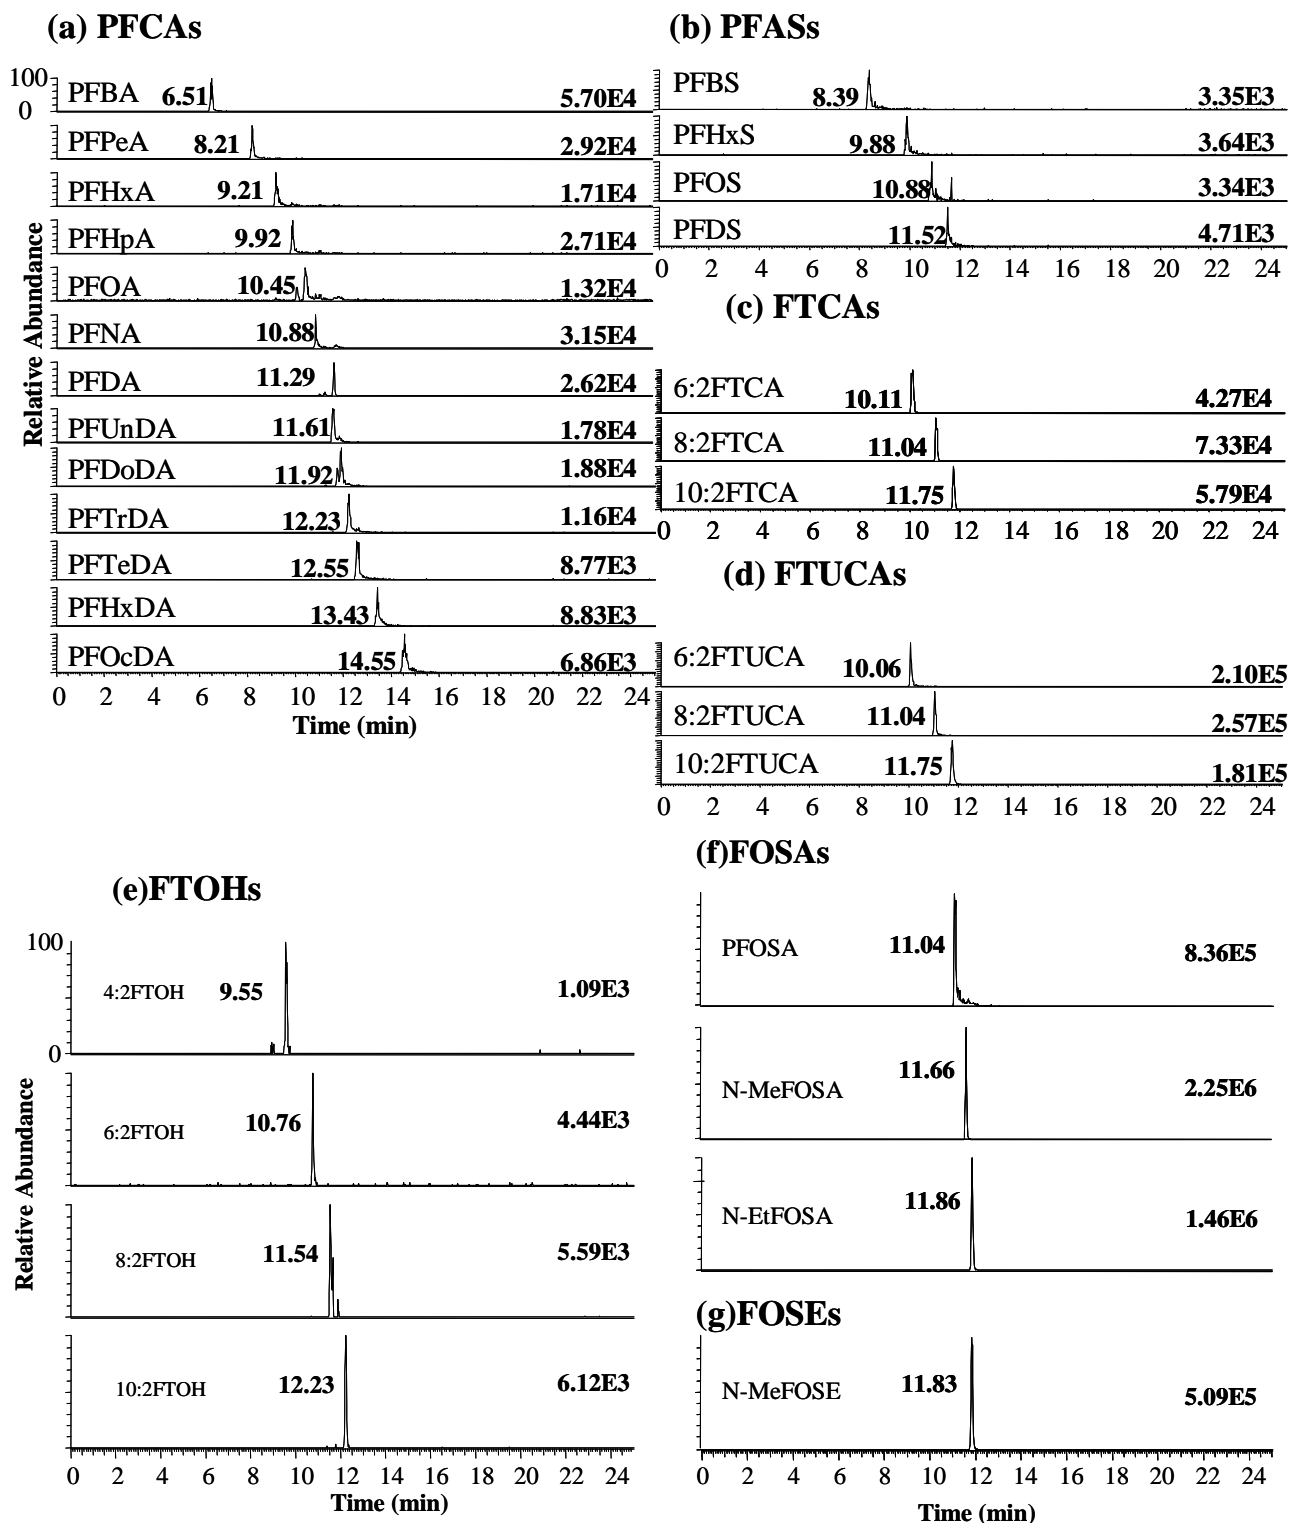 (a) PFCAs
100
0
PFBA 6.51 5.70E4
PFPeA 8.21 2.92E4
PFHxA 9.21 1.71E4
PFHpA 9.92 2.71E4
PFOA 10.45 1.32E4
PFNA 10.88 3.15E4
PFDA 11.29 2.62E4
PFUnDA 11.61 1.78E4
PFDoDA 11.92 1.88E4
PFTrDA 12.23 1.16E4
PFTeDA 12.55 8.77E3
PFHxDA 13.43 8.83E3
PFOcDA 14.55 6.86E3
0 2 4 6 8 10 12 14 16 18 20 22 24
Time (min)
Relative Abundance
(b) PFASs
PFBS 8.39 3.35E3
PFHxS 9.88 3.64E3
PFOS 10.88 3.34E3
PFDS 11.52 4.71E3
0 2 4 6 8 10 12 14 16 18 20 22 24
(c) FTCAs
6:2FTCA 10.11 4.27E4
8:2FTCA 11.04 7.33E4
10:2FTCA 11.75 5.79E4
0 2 4 6 8 10 12 14 16 18 20 22 24
(d) FTUCAs
6:2FTUCA 10.06 2.10E5
8:2FTUCA 11.04 2.57E5
10:2FTUCA 11.75 1.81E5
0 2 4 6 8 10 12 14 16 18 20 22 24
(e)FTOHs
100
4:2FTOH 9.55 1.09E3
0
6:2FTOH 10.76 4.44E3
8:2FTOH 11.54 5.59E3
10:2FTOH 12.23 6.12E3
0 2 4 6 8 10 12 14 16 18 20 22 24
Time (min)
Relative Abundance
(f)FOSAs
PFOSA 11.04 8.36E5
N-MeFOSA 11.66 2.25E6
N-EtFOSA 11.86 1.46E6
(g)FOSEs
N-MeFOSE 11.83 5.09E5
0 2 4 6 8 10 12 14 16 18 20 22 24
Time (min)